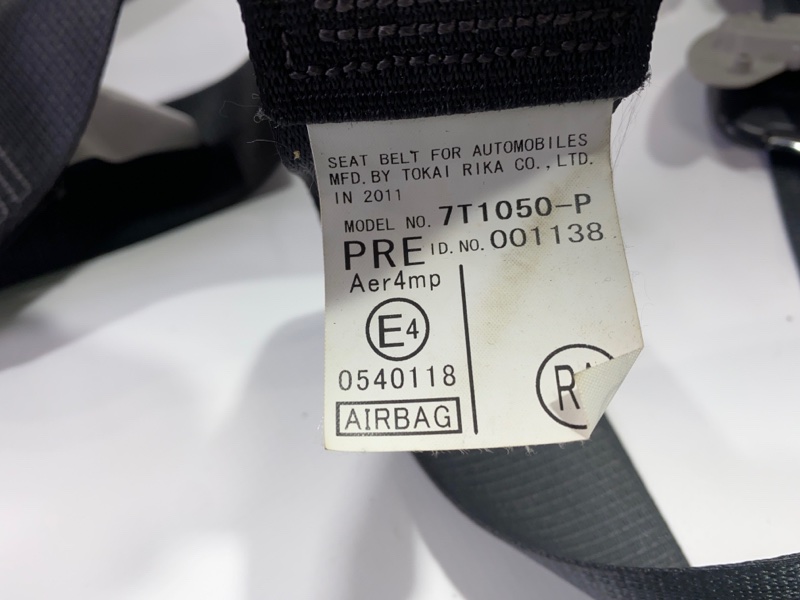 SEAT BELT FOR AUTOMOBILES
MFD. BY TOKAI RIKA CO., LTD.
IN 2011
MODEL NO. 7T1050-P
PRE ID. NO. 001138
Aer4mp
E4
0540118
AIRBAG
R